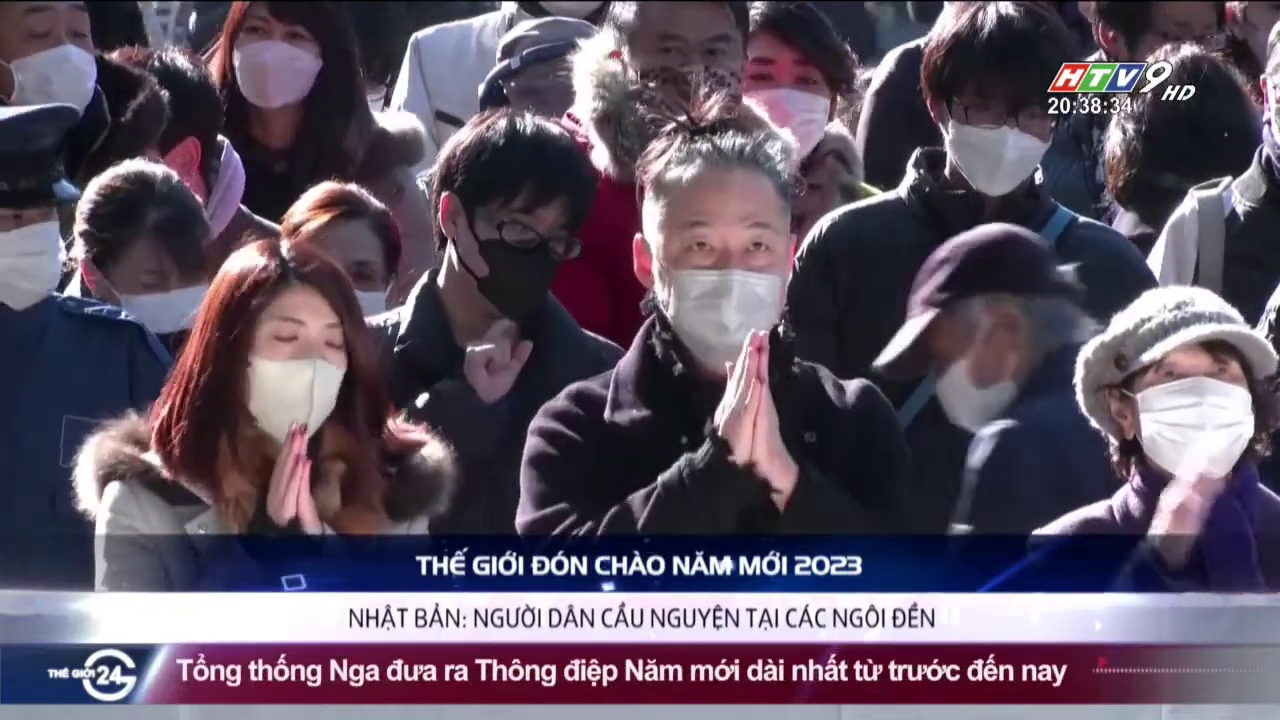 HTV9 HD
20:38:34
THẾ GIỚI ĐÓN CHÀO NĂM MỚI 2023
NHẬT BẢN: NGƯỜI DÂN CẦU NGUYỆN TẠI CÁC NGÔI ĐỀN
THẾ GIỚI 24G
Tổng thống Nga đưa ra Thông điệp Năm mới dài nhất từ trước đến nay